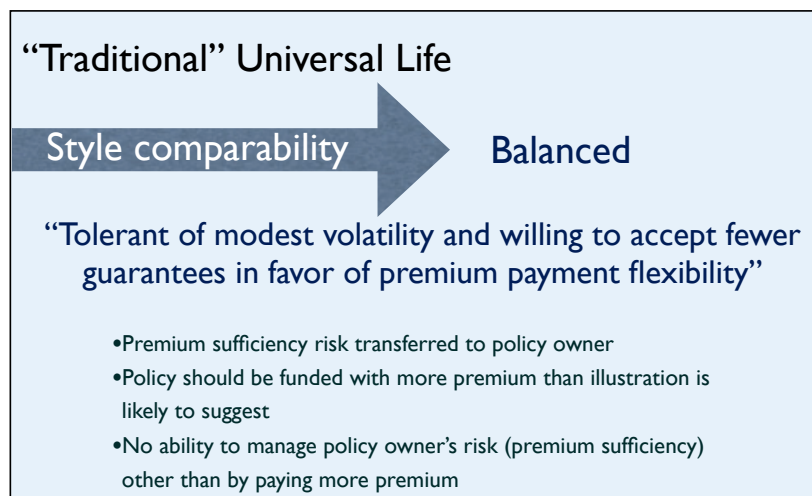 “Traditional” Universal Life
Style comparability
Balanced
“Tolerant of modest volatility and willing to accept fewer
guarantees in favor of premium payment flexibility”
•Premium sufficiency risk transferred to policy owner
•Policy should be funded with more premium than illustration is
likely to suggest
•No ability to manage policy owner’s risk (premium sufficiency)
other than by paying more premium